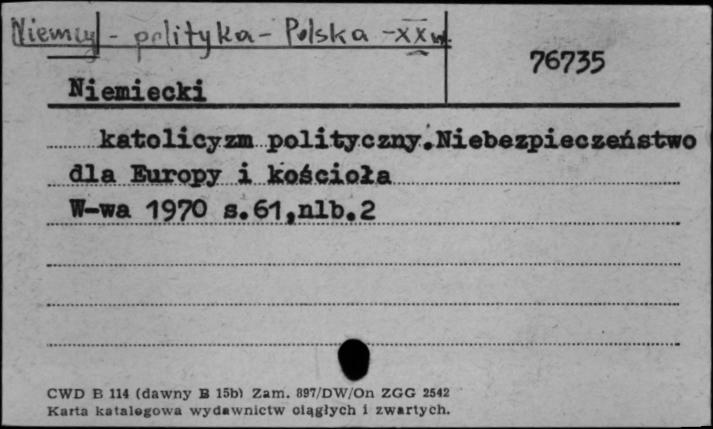 Niemcy - polityka - Polska - XX w.
76735
Niemiecki
katolicyzm polityczny.Niebezpieczeństwo
dla Europy i kościoła
W-wa 1970 s.61,nlb.2
CWD B 114 (dawny B 15b) Zam. 897/DW/On ZGG 2542
Karta katalogowa wydawnictw ciągłych i zwartych.